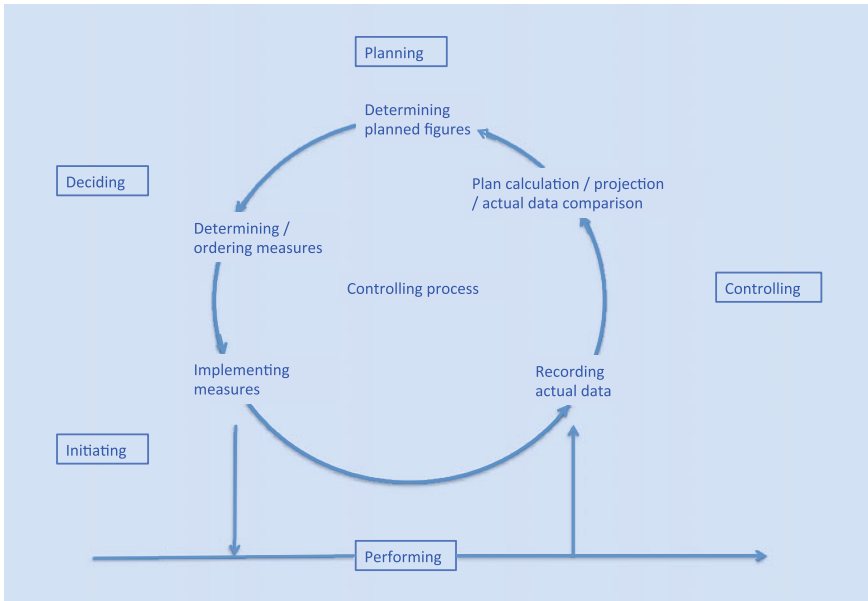 Planning
Determining
planned figures
Deciding
Plan calculation / projection
/ actual data comparison
Determining /
ordering measures
Controlling process
Controlling
Implementing
measures
Recording
actual data
Initiating
Performing